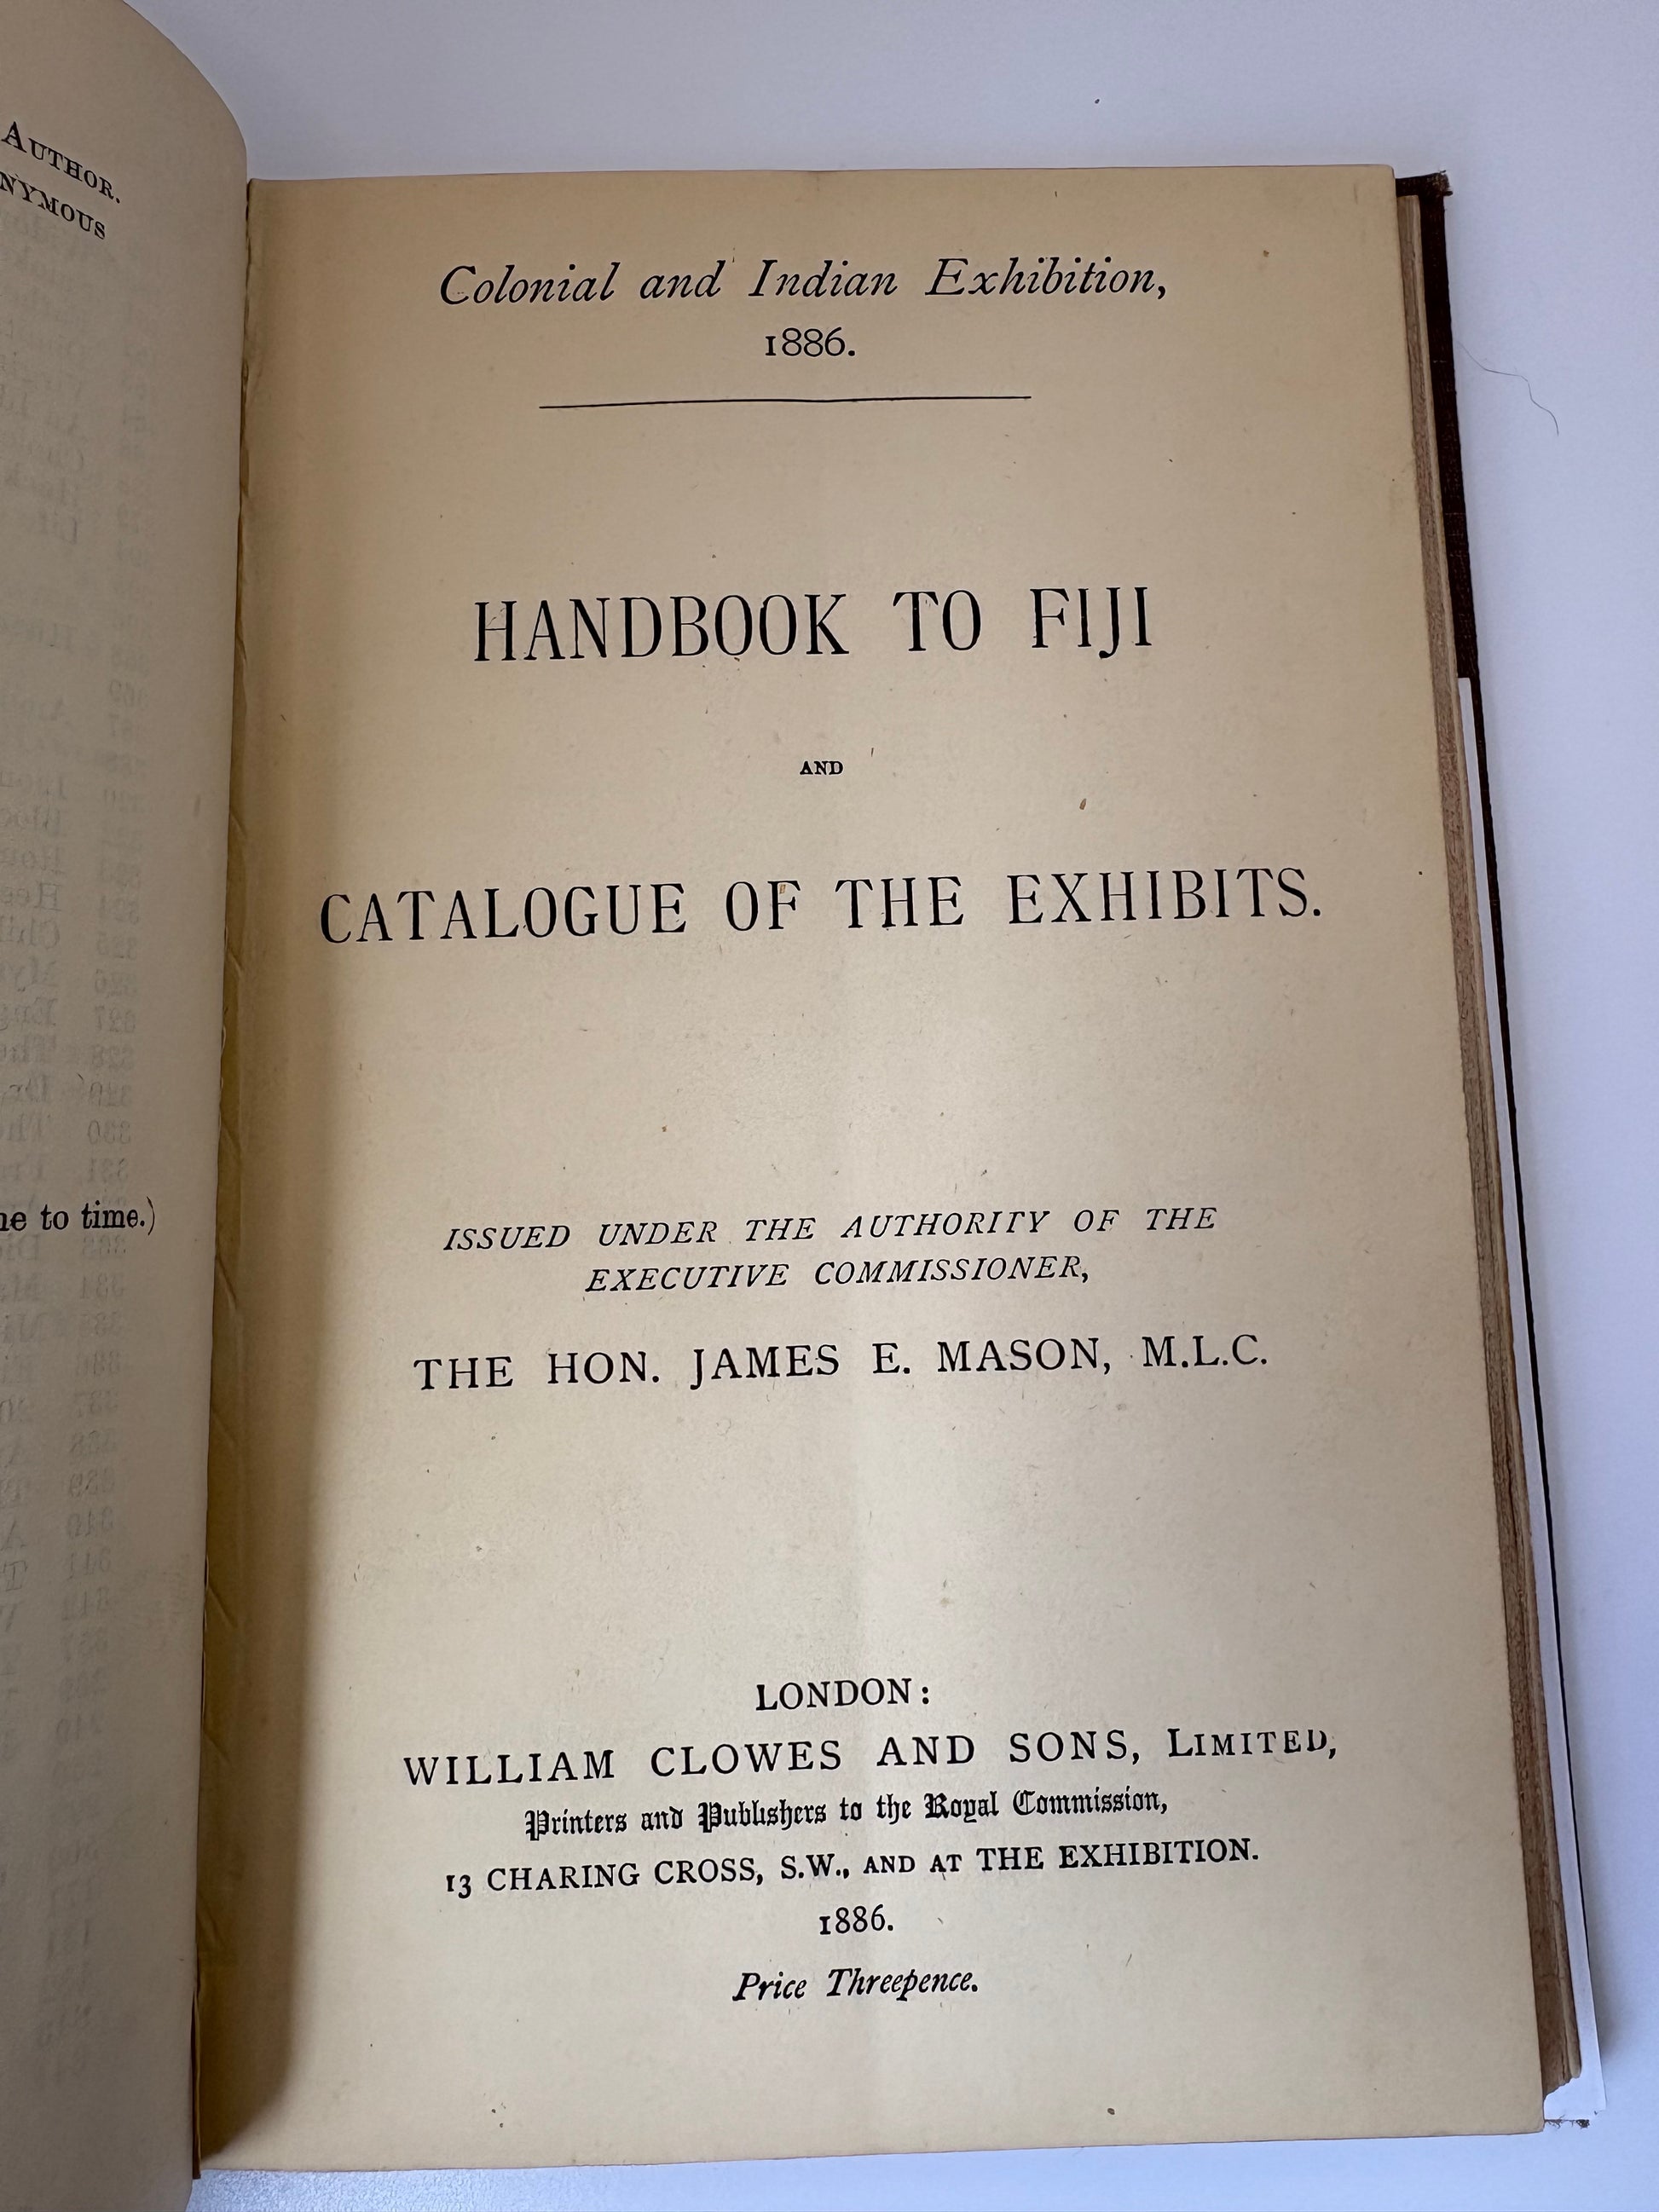 AUTHOR.
NYMOUS
to time.)
Colonial and Indian Exhibition,
1886.
HANDBOOK TO FIJI
AND
CATALOGUE OF THE EXHIBITS.
ISSUED UNDER THE AUTHORITY OF THE
EXECUTIVE COMMISSIONER,
THE HON. JAMES E. MASON, M.L.C.
LONDON:
WILLIAM CLOWES AND SONS, LIMITED,
Printers and Publishers to the Royal Commission,
13 CHARING CROSS, S.W., AND AT THE EXHIBITION.
1886.
Price Threepence.